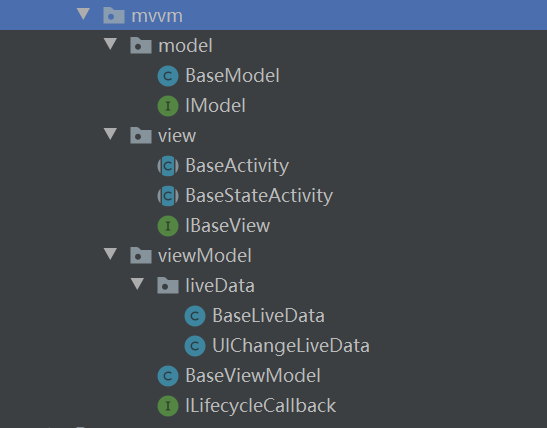 mvvm
model
C BaseModel
I IModel
view
C BaseActivity
C BaseStateActivity
I IBaseView
viewModel
liveData
C BaseLiveData
C UIChangeLiveData
C BaseViewModel
I ILifecycleCallback